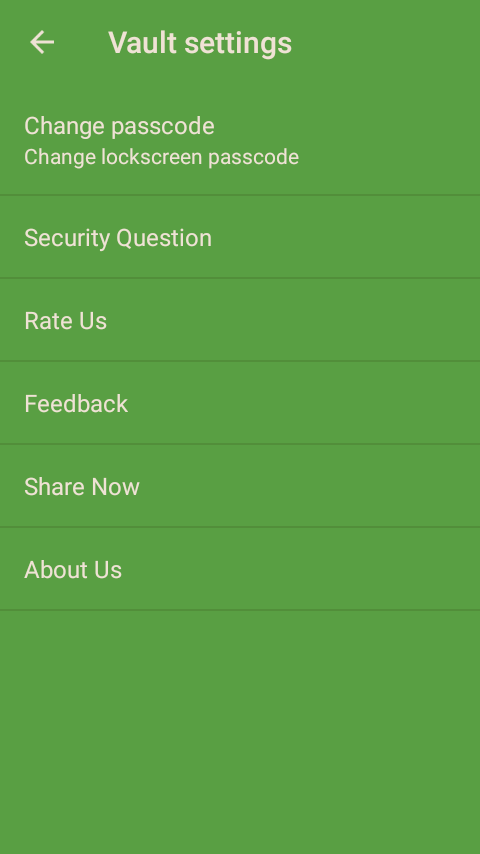 Vault settings
Change passcode
Change lockscreen passcode
Security Question
Rate Us
Feedback
Share Now
About Us